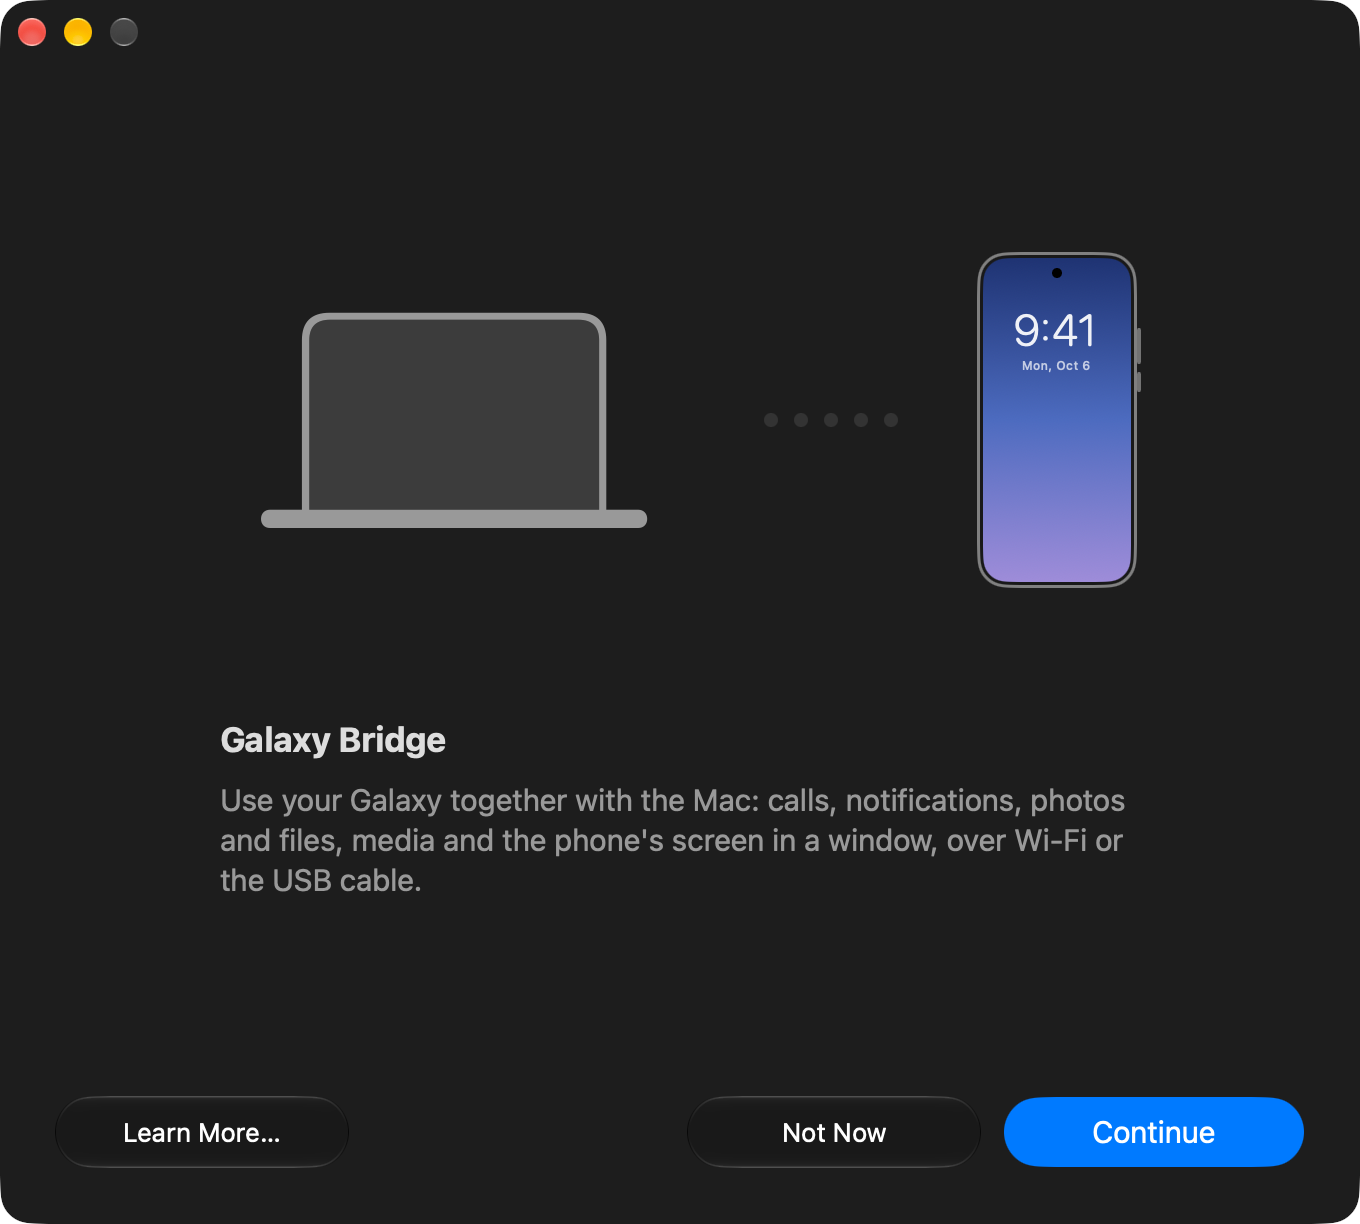 9:41
Mon, Oct 6
Galaxy Bridge
Use your Galaxy together with the Mac: calls, notifications, photos
and files, media and the phone's screen in a window, over Wi-Fi or
the USB cable.
Learn More...
Not Now
Continue